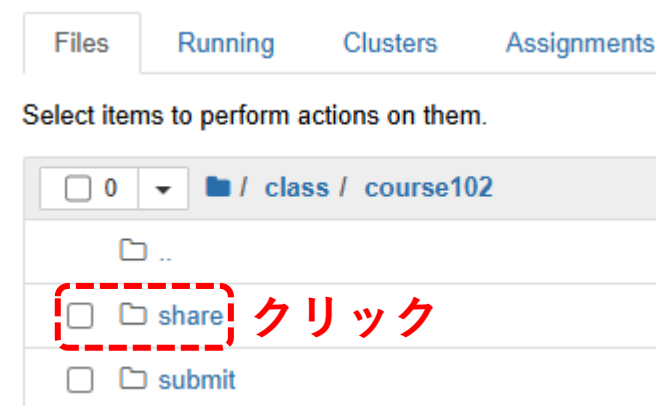 Files Running Clusters Assignments
Select items to perform actions on them.
0 / class / course102
..
share クリック
submit